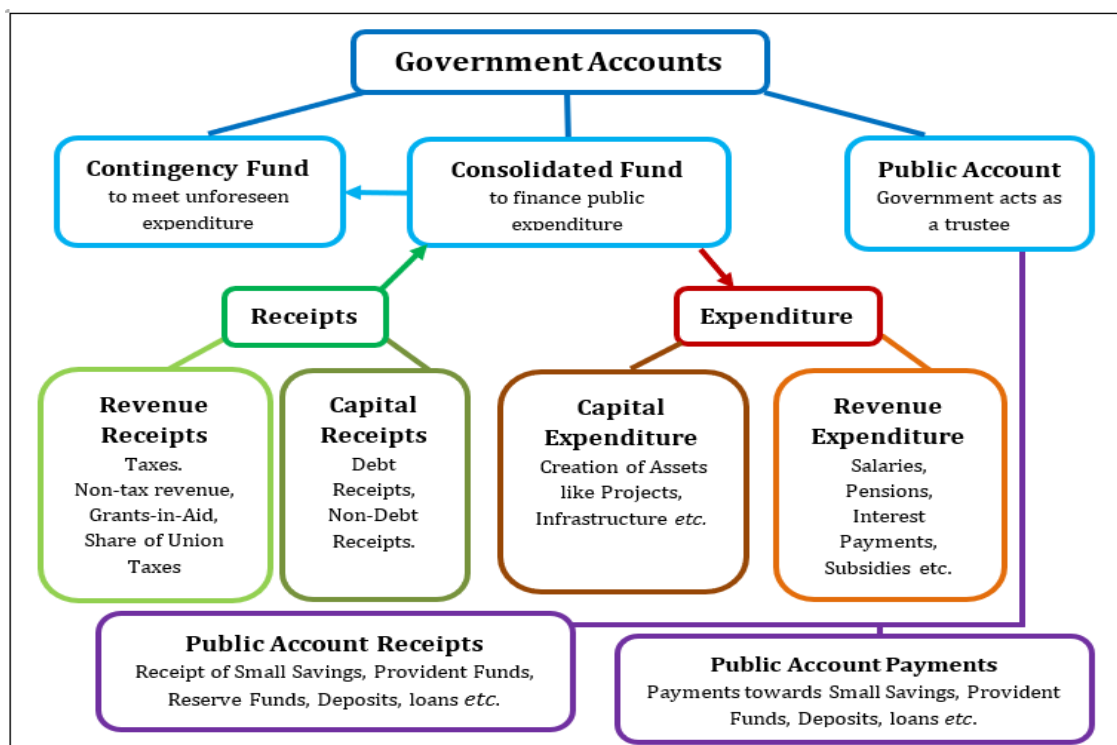 Government Accounts
Contingency Fund
to meet unforeseen
expenditure
Consolidated Fund
to finance public
expenditure
Public Account
Government acts as
a trustee
Receipts
Expenditure
Revenue
Receipts
Taxes.
Non-tax revenue,
Grants-in-Aid,
Share of Union
Taxes
Capital
Receipts
Debt
Receipts,
Non-Debt
Receipts.
Capital
Expenditure
Creation of Assets
like Projects,
Infrastructure etc.
Revenue
Expenditure
Salaries,
Pensions,
Interest
Payments,
Subsidies etc.
Public Account Receipts
Receipt of Small Savings, Provident Funds,
Reserve Funds, Deposits, loans etc.
Public Account Payments
Payments towards Small Savings, Provident
Funds, Deposits, loans etc.